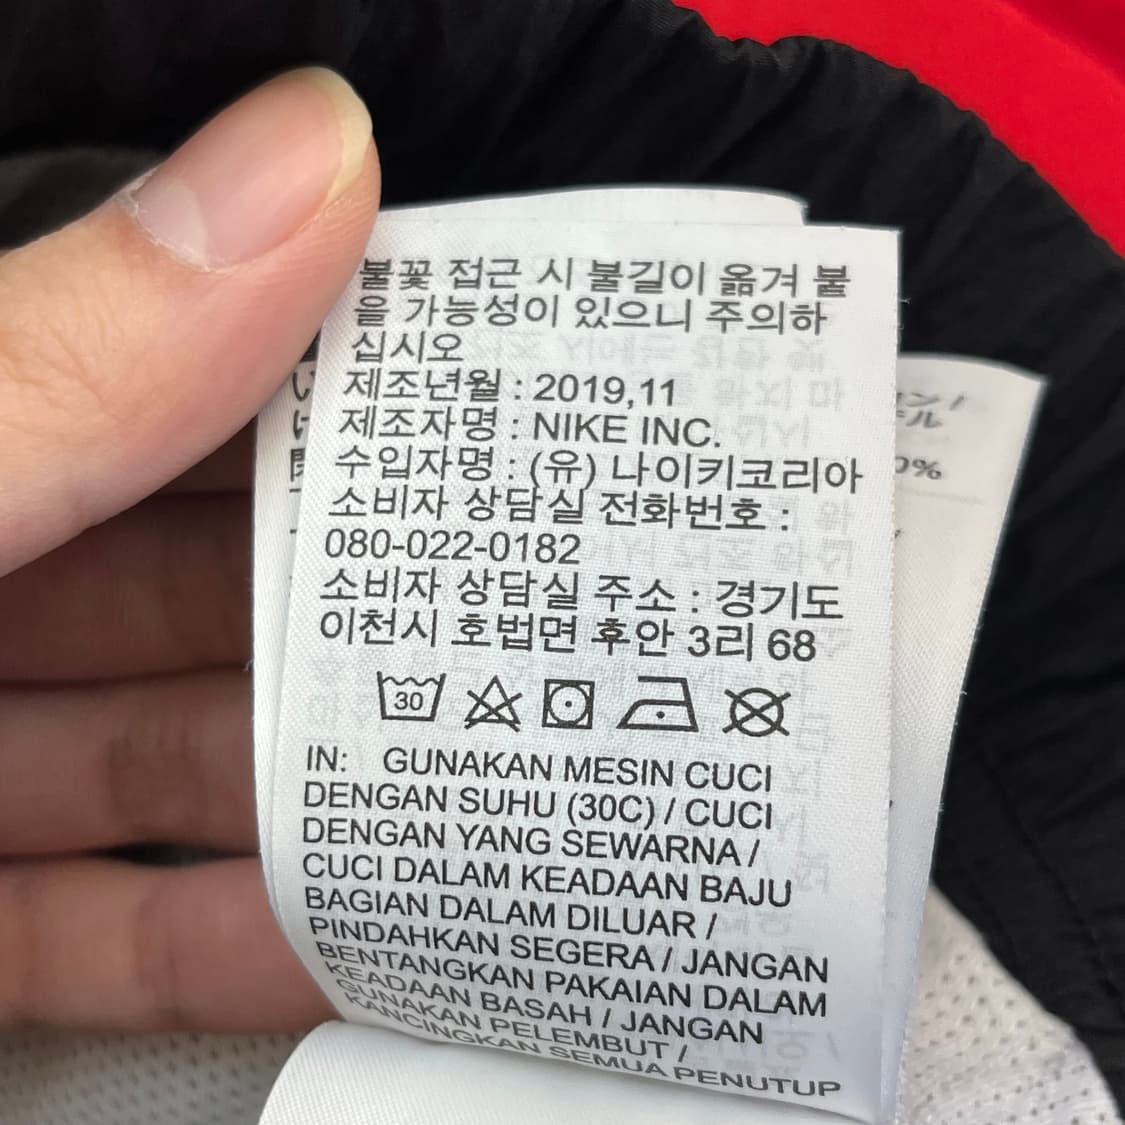 불꽃 접근 시 불길이 옮겨 붙
을 가능성이 있으니 주의하
십시오
제조년월 : 2019,11
제조자명 : NIKE INC.
수입자명 : (유) 나이키코리아
소비자 상담실 전화번호 :
080-022-0182
소비자 상담실 주소 : 경기도
이천시 호법면 후안 3리 68
30
IN: GUNAKAN MESIN CUCI
DENGAN SUHU (30C) / CUCI
DENGAN YANG SEWARNA /
CUCI DALAM KEADAAN BAJU
BAGIAN DALAM DILUAR /
PINDAHKAN SEGERA / JANGAN
BENTANGKAN PAKAIAN DALAM
KEADAAN BASAH / JANGAN
GUNAKAN PELEMBUT /
KANCINGKAN SEMUA PENUTUP